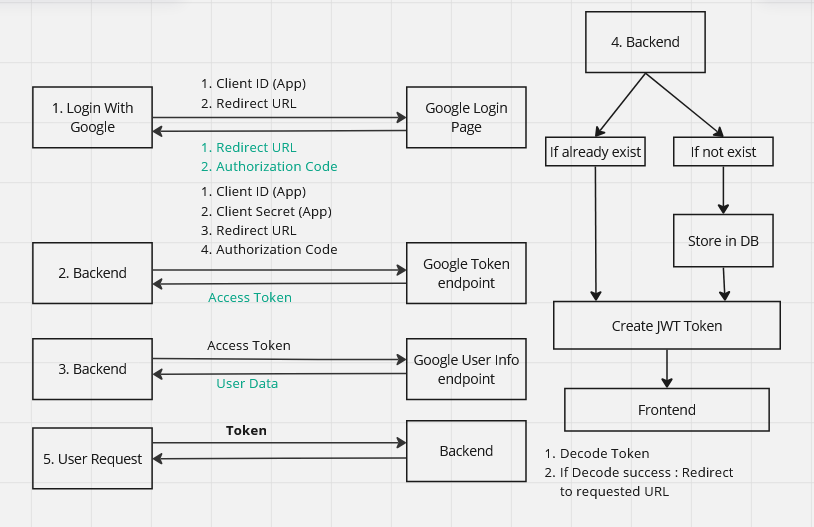 1. Login With
Google
1. Client ID (App)
2. Redirect URL
Google Login
Page
1. Redirect URL
2. Authorization Code
1. Client ID (App)
2. Client Secret (App)
3. Redirect URL
4. Authorization Code
2. Backend
Google Token
endpoint
Access Token
3. Backend
Access Token
Google User Info
endpoint
User Data
5. User Request
Token
Backend
4. Backend
If already exist
If not exist
Store in DB
Create JWT Token
Frontend
1. Decode Token
2. If Decode success : Redirect
to requested URL